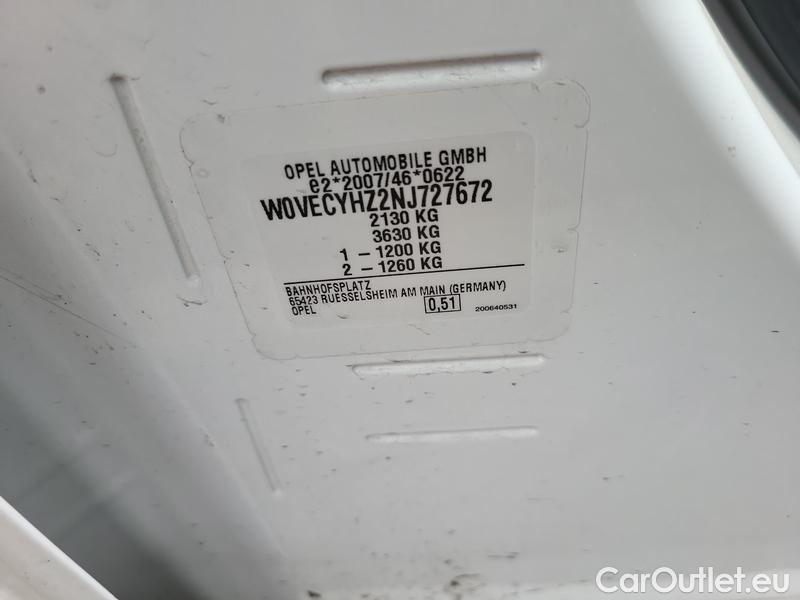 OPEL AUTOMOBILE GMBH
e2*2007/46*0622
W0VECYHZ2NJ727672
2130 KG
3630 KG
1 - 1200 KG
2 - 1260 KG
BAHNHOFSPLATZ
65423 RUESSELSHEIM AM MAIN (GERMANY)
OPEL 0,51 200640531
CarOutlet.eu